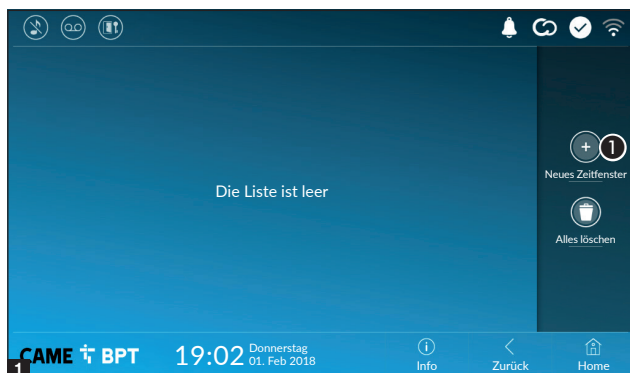 1
Neues Zeitfenster
Die Liste ist leer
Alles löschen
CAME BPT
19:02
Donnerstag
01. Feb 2018
Info
Zurück
Home
1